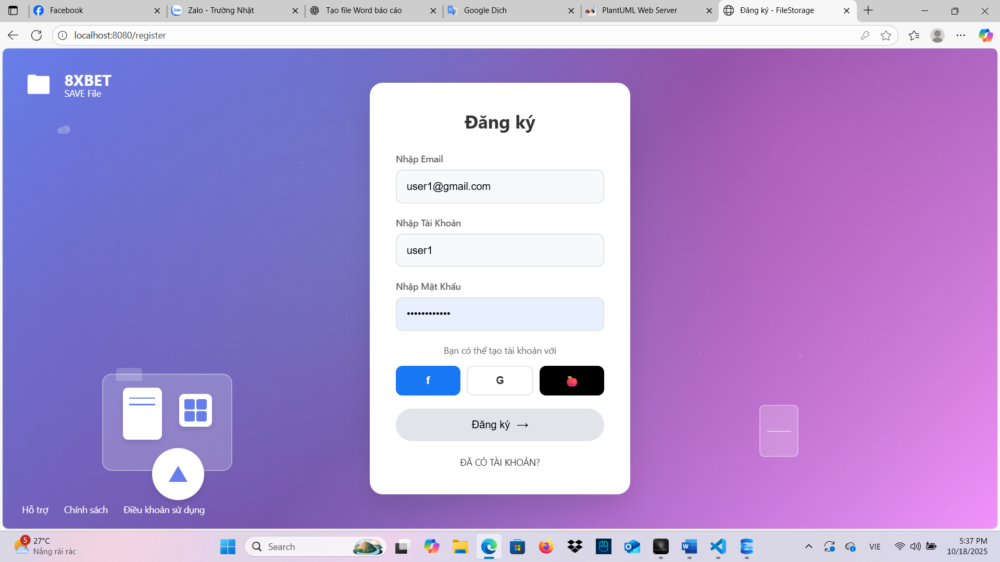 Facebook
Zalo - Trường Nhật
Tạo file Word báo cáo
Google Dịch
PlantUML Web Server
Đăng ký - FileStorage
localhost:8080/register
8XBET
SAVE File
Đăng ký
Nhập Email
user1@gmail.com
Nhập Tài Khoản
user1
Nhập Mật Khẩu
••••••••••••
Bạn có thể tạo tài khoản với
f
G
Đăng ký →
ĐÃ CÓ TÀI KHOẢN?
Hỗ trợ
Chính sách
Điều khoản sử dụng
5
27°C
Nắng rải rác
Search
VIE
5:37 PM
10/18/2025